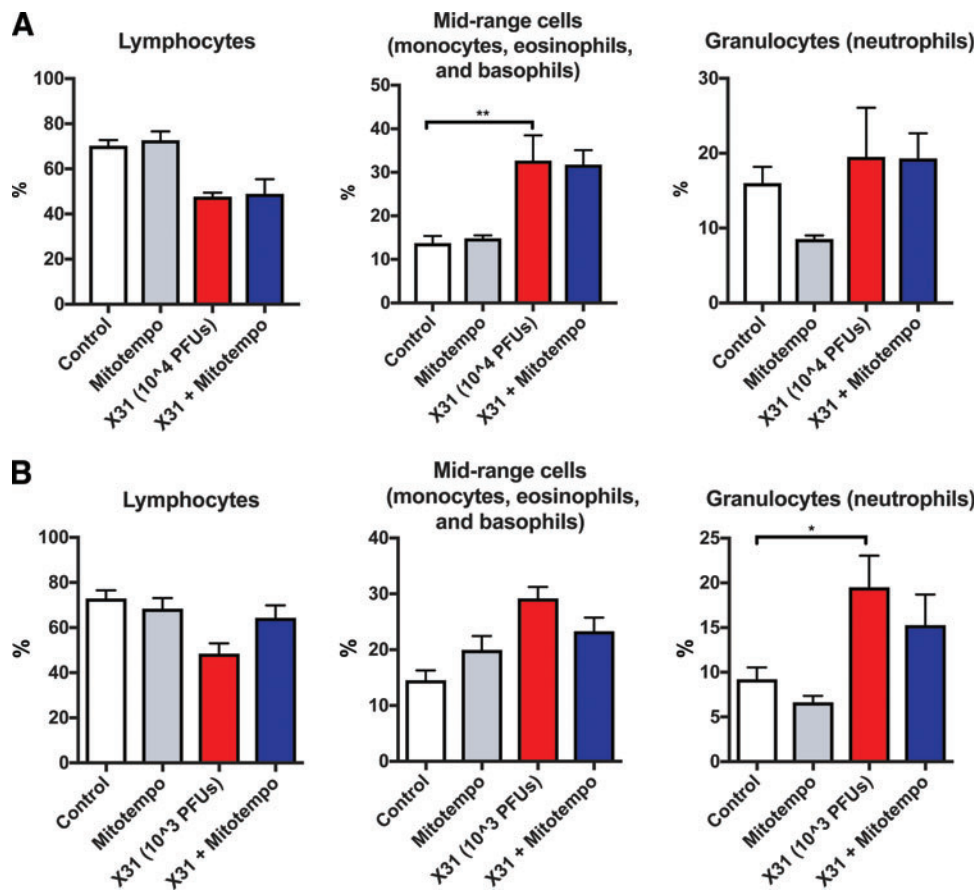 A
Lymphocytes
100
80
60
40
20
0
%
Control
Mitotempo
X31 (10^4 PFUs)
X31 + Mitotempo
Mid-range cells
(monocytes, eosinophils,
and basophils)
50
40
30
20
10
0
%
**
Control
Mitotempo
X31 (10^4 PFUs)
X31 + Mitotempo
Granulocytes (neutrophils)
30
20
10
0
%
Control
Mitotempo
X31 (10^4 PFUs)
X31 + Mitotempo
B
Lymphocytes
100
80
60
40
20
0
%
Control
Mitotempo
X31 (10^3 PFUs)
X31 + Mitotempo
Mid-range cells
(monocytes, eosinophils,
and basophils)
40
30
20
10
0
%
Control
Mitotempo
X31 (10^3 PFUs)
X31 + Mitotempo
Granulocytes (neutrophils)
25
20
15
10
5
0
%
*
Control
Mitotempo
X31 (10^3 PFUs)
X31 + Mitotempo